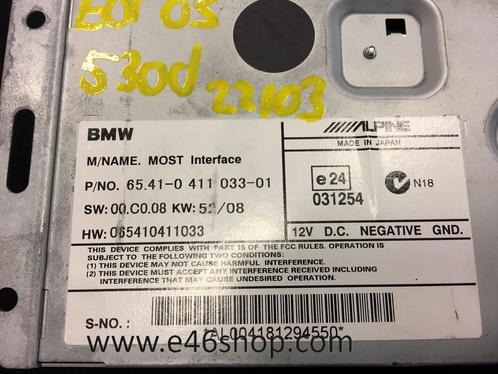 E01 03
530d
22103
BMW
M/NAME. MOST Interface
P/NO. 65.41-0 411 033-01
SW: 00.C0.08 KW: 52/08
HW: 065410411033
ALPINE
MADE IN JAPAN
e24
031254
N18
12V D.C. NEGATIVE GND.
THIS DEVICE COMPLIES WITH PART 15 OF THE FCC RULES. OPERATION IS
SUBJECT TO THE FOLLOWING TWO CONDITIONS:
(1) THIS DEVICE MAY NOT CAUSE HARMFUL INTERFERENCE.
(2) THIS DEVICE MUST ACCEPT ANY INTERFERENCE RECEIVED INCLUDING
INTERFERENCE THAT MAY CAUSE UNDESIRED OPERATION.
S-NO. :
*AL004181294550*
www.e46shop.com